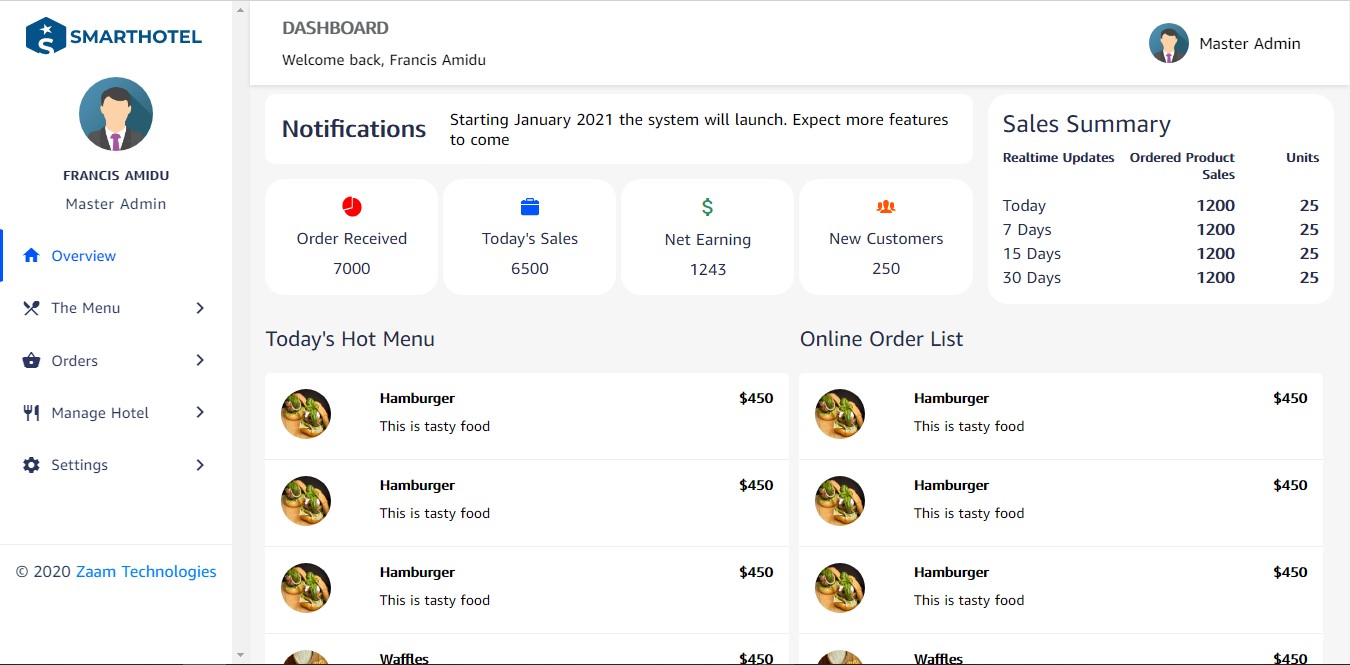 SMARTHOTEL
FRANCIS AMIDU
Master Admin
Overview
The Menu
Orders
Manage Hotel
Settings
© 2020 Zaam Technologies
DASHBOARD
Welcome back, Francis Amidu
Master Admin
Notifications
Starting January 2021 the system will launch. Expect more features
to come
Order Received
7000
Today's Sales
6500
Net Earning
1243
New Customers
250
Sales Summary
Realtime Updates Ordered Product Units
Sales
Today 1200 25
7 Days 1200 25
15 Days 1200 25
30 Days 1200 25
Today's Hot Menu
Hamburger $450
This is tasty food
Hamburger $450
This is tasty food
Hamburger $450
This is tasty food
Waffles $450
Online Order List
Hamburger $450
This is tasty food
Hamburger $450
This is tasty food
Hamburger $450
This is tasty food
Waffles $450